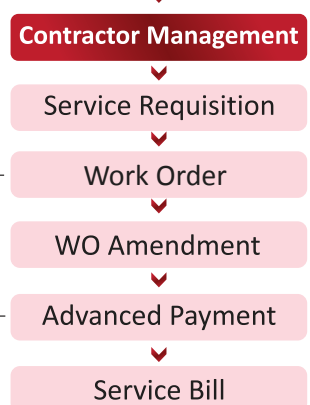 Contractor Management
Service Requisition
Work Order
WO Amendment
Advanced Payment
Service Bill